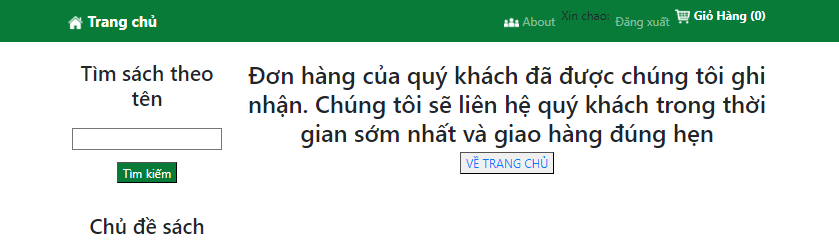 Trang chủ
About
Xin chao:
Đăng xuất
Giỏ Hàng (0)
Tìm sách theo
tên
Tìm kiếm
Chủ đề sách
Đơn hàng của quý khách đã được chúng tôi ghi
nhận. Chúng tôi sẽ liên hệ quý khách trong thời
gian sớm nhất và giao hàng đúng hẹn
VỀ TRANG CHỦ